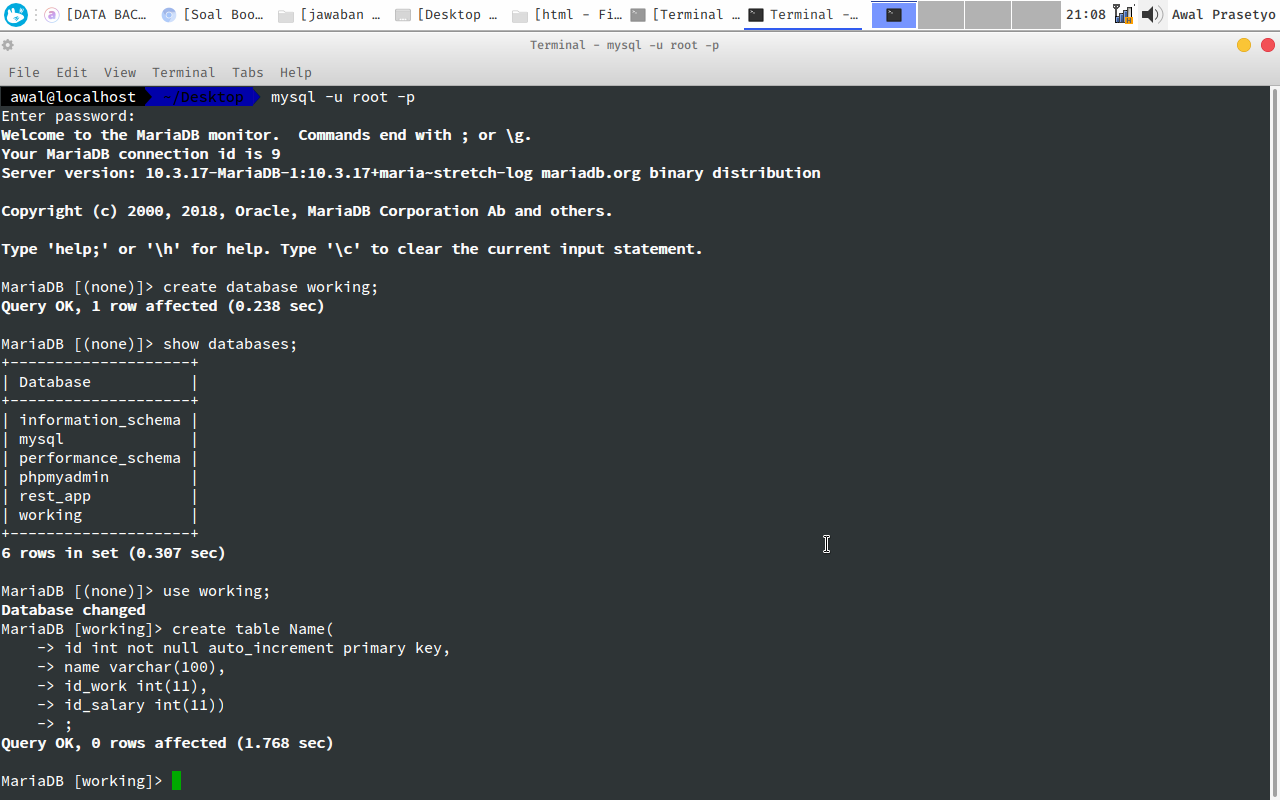 [DATA BAC... [Soal Boo... [jawaban ... [Desktop ... [html - Fi... [Terminal ... Terminal -... 21:08 Awal Prasetyo
Terminal - mysql -u root -p
File Edit View Terminal Tabs Help
awal@localhost ~/Desktop mysql -u root -p
Enter password:
Welcome to the MariaDB monitor.  Commands end with ; or \g.
Your MariaDB connection id is 9
Server version: 10.3.17-MariaDB-1:10.3.17+maria~stretch-log mariadb.org binary distribution
Copyright (c) 2000, 2018, Oracle, MariaDB Corporation Ab and others.
Type 'help;' or '\h' for help. Type '\c' to clear the current input statement.
MariaDB [(none)]> create database working;
Query OK, 1 row affected (0.238 sec)
MariaDB [(none)]> show databases;
+--------------------+
| Database           |
+--------------------+
| information_schema |
| mysql              |
| performance_schema |
| phpmyadmin         |
| rest_app           |
| working            |
+--------------------+
6 rows in set (0.307 sec)
MariaDB [(none)]> use working;
Database changed
MariaDB [working]> create table Name(
    -> id int not null auto_increment primary key,
    -> name varchar(100),
    -> id_work int(11),
    -> id_salary int(11))
    -> ;
Query OK, 0 rows affected (1.768 sec)
MariaDB [working]>